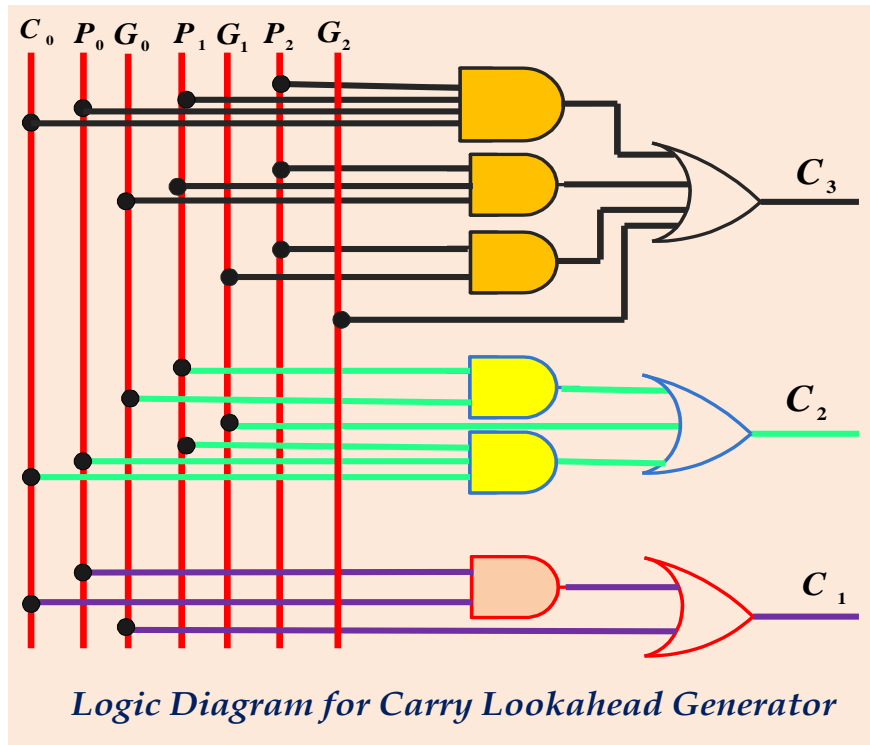 C₀ P₀ G₀ P₁ G₁ P₂ G₂
C₃
C₂
C₁
Logic Diagram for Carry Lookahead Generator